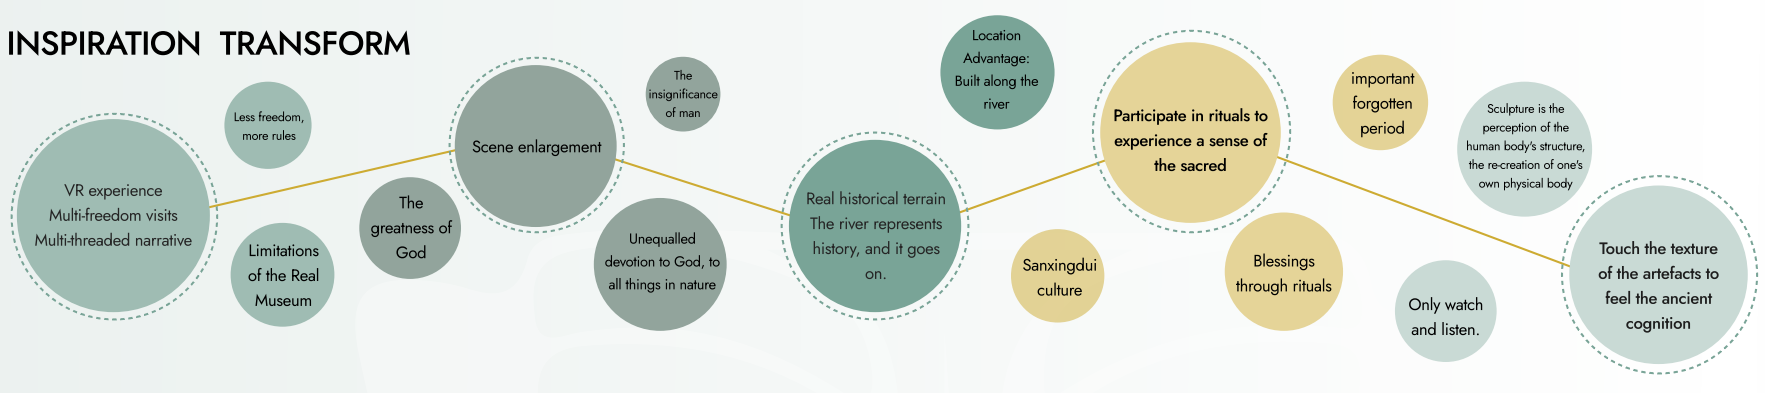 INSPIRATION TRANSFORM
VR experience
Multi-freedom visits
Multi-threaded narrative
Less freedom,
more rules
Limitations
of the Real
Museum
The
greatness of
God
Scene enlargement
The
insignificance
of man
Unequalled
devotion to God, to
all things in nature
Real historical terrain
The river represents
history, and it goes
on.
Location
Advantage:
Built along the
river
Sanxingdui
culture
Participate in rituals to
experience a sense of
the sacred
Blessings
through rituals
important
forgotten
period
Sculpture is the
perception of the
human body's structure,
the re-creation of one's
own physical body
Only watch
and listen.
Touch the texture
of the artefacts to
feel the ancient
cognition